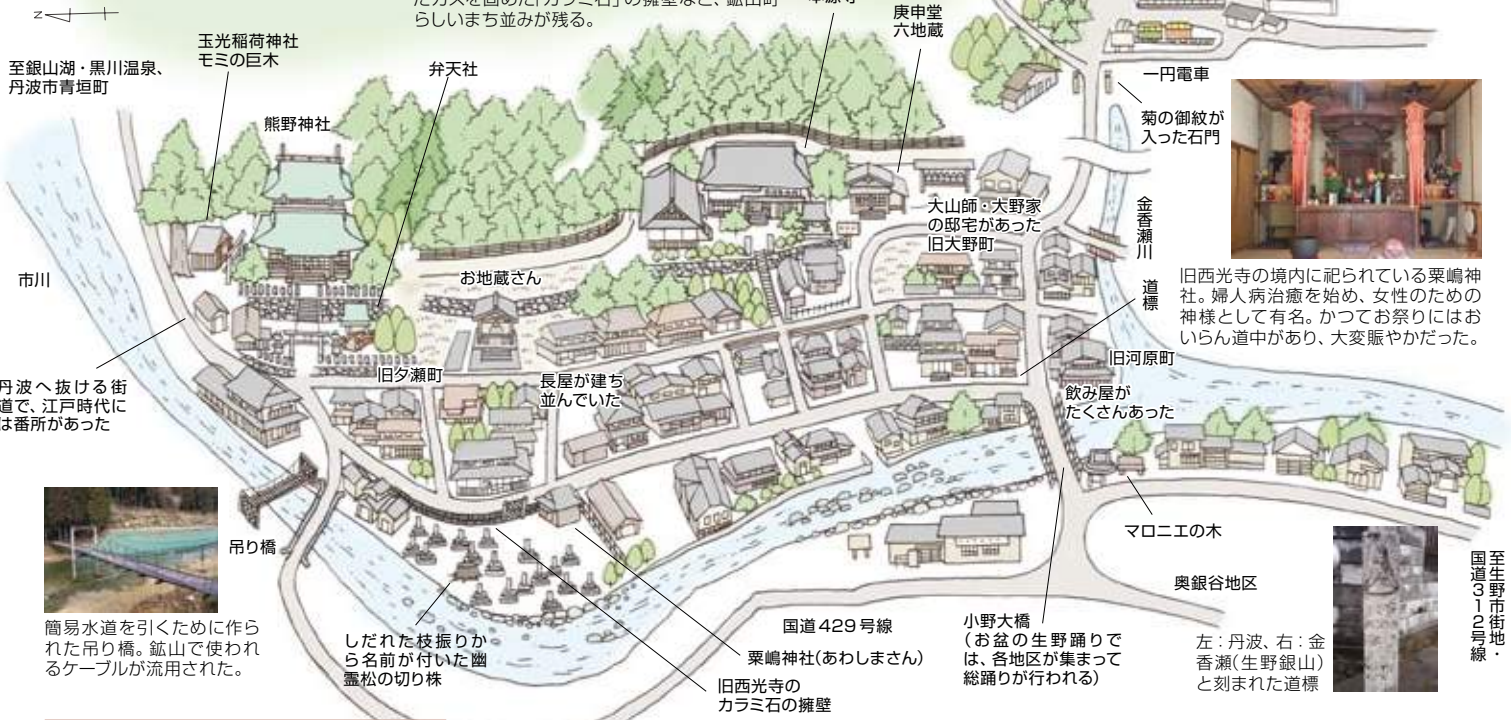 たカスを固めた「カラミ石」の擁壁など、鉱山町
らしいまち並みが残る。
庚申堂
六地蔵
玉光稲荷神社
モミの巨木
至銀山湖・黒川温泉、
丹波市青垣町
弁天社
熊野神社
一円電車
菊の御紋が
入った石門
市川
お地蔵さん
大山師・大野家
の邸宅があった
旧大野町
金香瀬川
道標
旧西光寺の境内に祀られている粟嶋神
社。婦人病治癒を始め、女性のための
神様として有名。かつてお祭りにはお
いらん道中があり、大変賑やかだった。
丹波へ抜ける街
道で、江戸時代に
は番所があった
旧夕瀬町
長屋が建ち
並んでいた
旧河原町
飲み屋が
たくさんあった
吊り橋
簡易水道を引くために作ら
れた吊り橋。鉱山で使われ
るケーブルが流用された。
しだれた枝振りか
ら名前が付いた幽
霊松の切り株
国道429号線
粟嶋神社(あわしまさん)
旧西光寺の
カラミ石の擁壁
小野大橋
(お盆の生野踊りで
は、各地区が集まって
総踊りが行われる)
マロニエの木
奥銀谷地区
左:丹波、右:金
香瀬(生野銀山)
と刻まれた道標
至生野市街地・
国道312号線